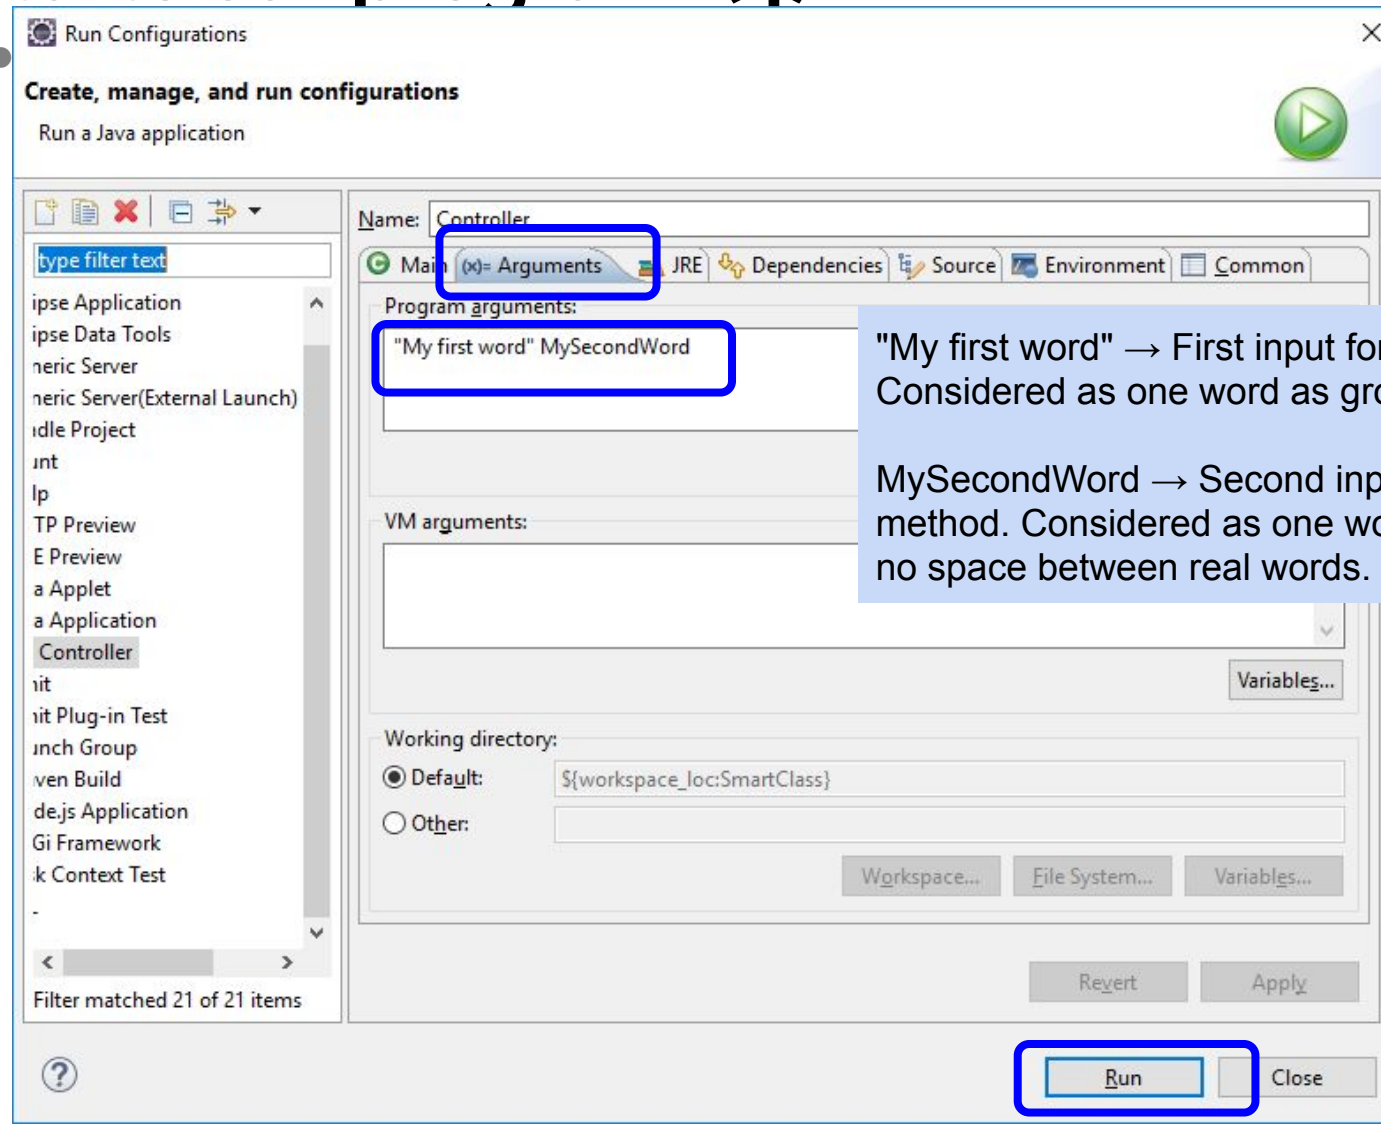 Run Configurations
Create, manage, and run configurations
Run a Java application
type filter text
ipse Application
ipse Data Tools
neric Server
neric Server(External Launch)
dle Project
unt
lp
TP Preview
E Preview
a Applet
a Application
Controller
nit
nit Plug-in Test
unch Group
ven Build
de.js Application
Gi Framework
k Context Test
Filter matched 21 of 21 items
Name: Controller
Main (x)= Arguments JRE Dependencies Source Environment Common
Program arguments:
"My first word" MySecondWord
"My first word" → First input for
Considered as one word as gro
MySecondWord → Second inp
method. Considered as one wo
no space between real words.
VM arguments:
Variables...
Working directory:
Default: ${workspace_loc:SmartClass}
Other:
Workspace... File System... Variables...
Revert Apply
Run Close